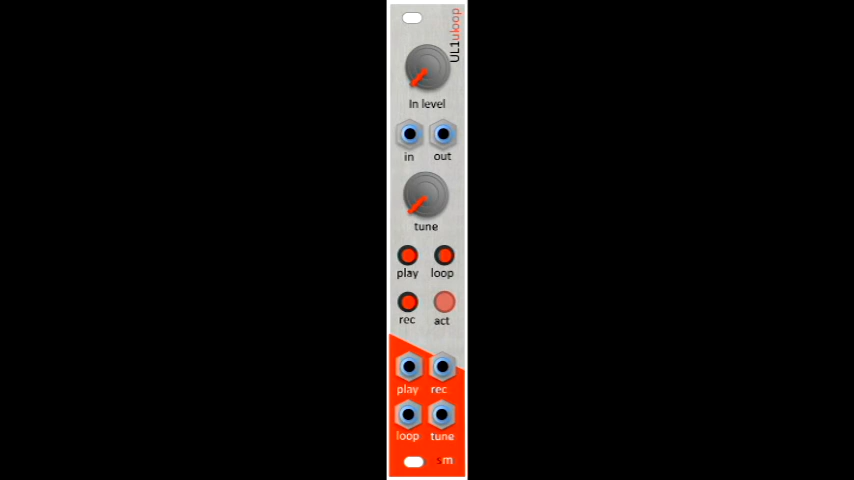 UL1uloop
In level
in out
tune
play loop
rec act
play rec
loop tune
sm